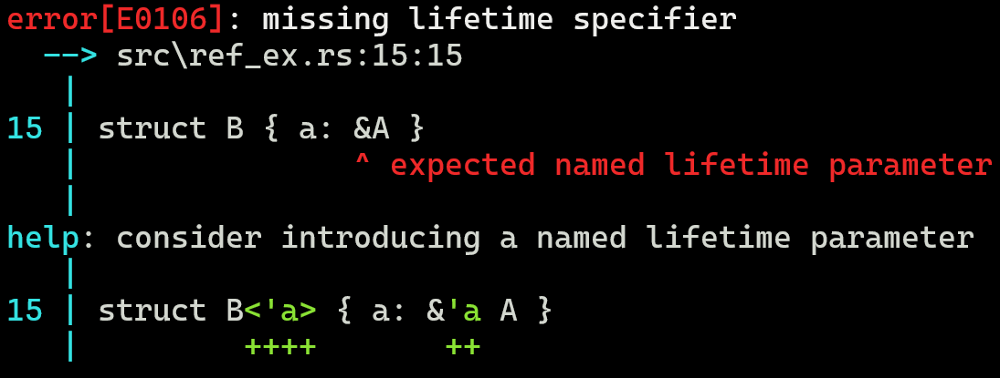 error[E0106]: missing lifetime specifier
  --> src\ref_ex.rs:15:15
   |
15 | struct B { a: &A }
   |               ^ expected named lifetime parameter
   |
help: consider introducing a named lifetime parameter
   |
15 | struct B<'a> { a: &'a A }
   |         ++++       ++